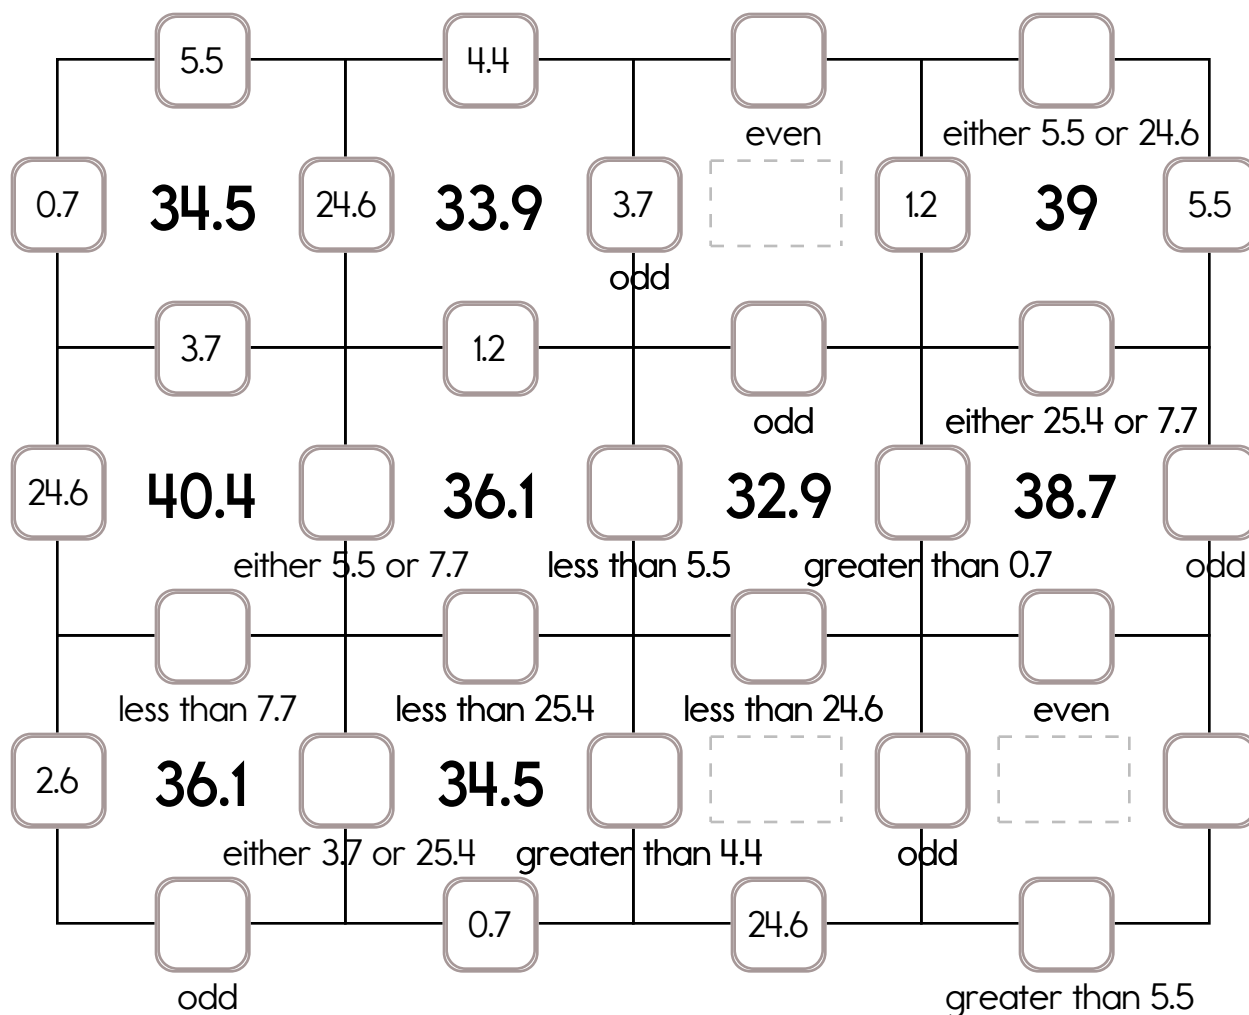 5.5 4.4
even either 5.5 or 24.6
0.7 34.5 24.6 33.9 3.7 1.2 39 5.5
odd
3.7 1.2
odd either 25.4 or 7.7
24.6 40.4 36.1 32.9 38.7
either 5.5 or 7.7 less than 5.5 greater than 0.7 odd
less than 7.7 less than 25.4 less than 24.6 even
2.6 36.1 34.5
either 3.7 or 25.4 greater than 4.4 odd
0.7 24.6
odd greater than 5.5